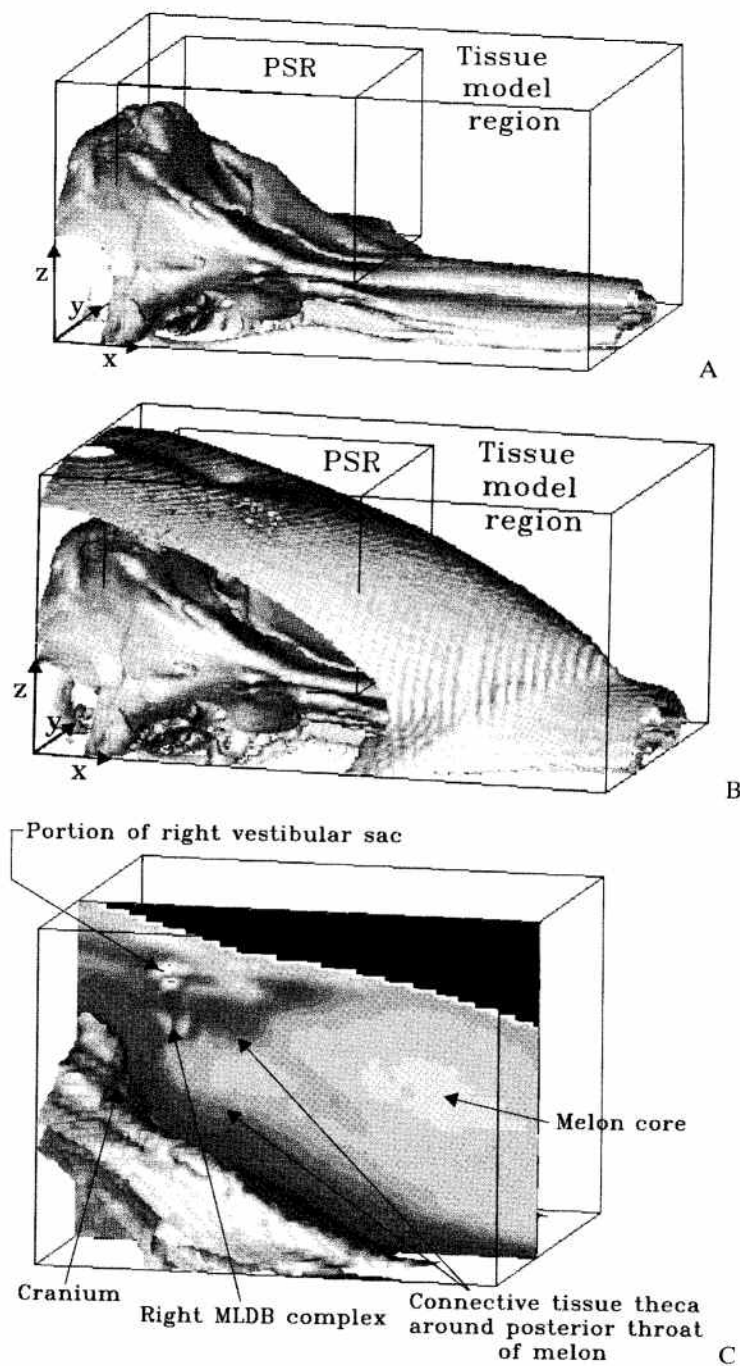 PSR
Tissue
model
region
z
y
x
A
PSR
Tissue
model
region
z
y
x
B
Portion of right vestibular sac
Melon core
Cranium
Right MLDB complex
Connective tissue theca
around posterior throat
of melon
C